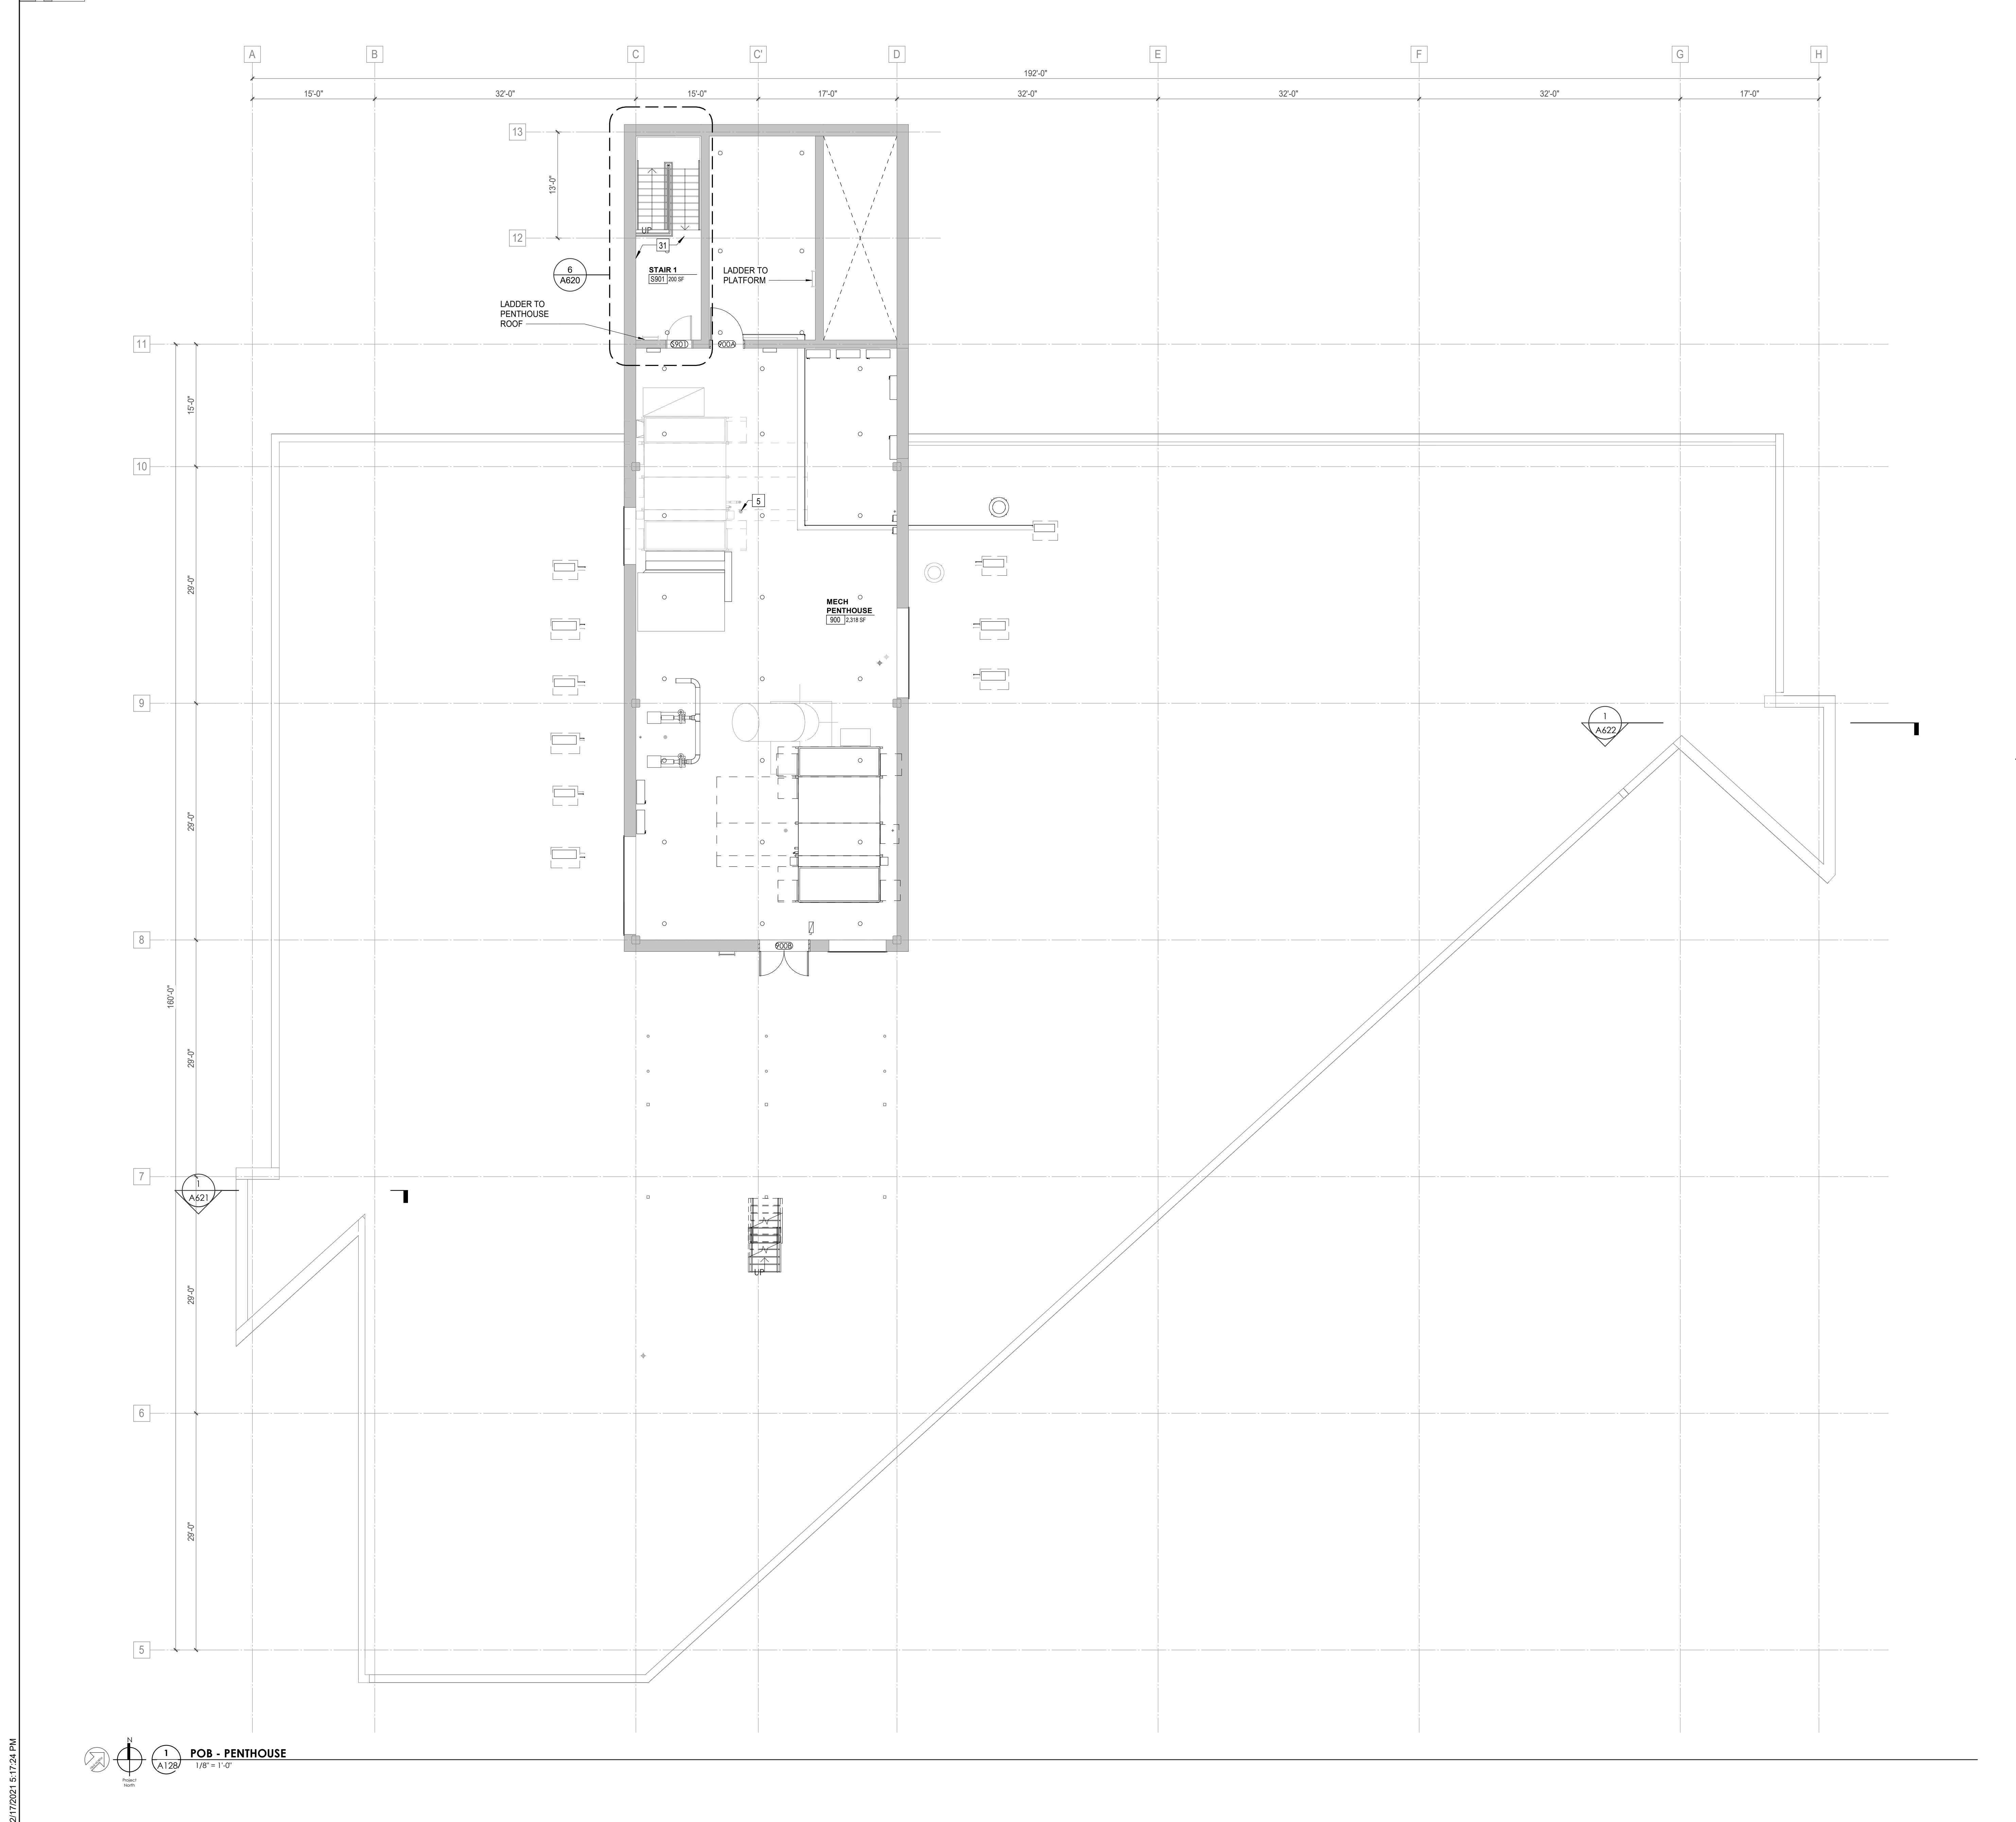 A
B
C
C'
D
E
F
G
H
192'-0"
15'-0"
32'-0"
15'-0"
17'-0"
32'-0"
32'-0"
32'-0"
17'-0"
13
13'-0"
12
UP
31
6
A620
STAIR 1
S901 200 SF
LADDER TO
PLATFORM
LADDER TO
PENTHOUSE
ROOF
11
S901
900A
15'-0"
10
5
29'-0"
MECH
PENTHOUSE
900 2,318 SF
9
1
A622
29'-0"
8
900B
160'-0"
29'-0"
7
1
A621
UP
29'-0"
6
29'-0"
5
N
Project
North
1
A128
POB - PENTHOUSE
1/8" = 1'-0"
2/17/2021 5:17:24 PM